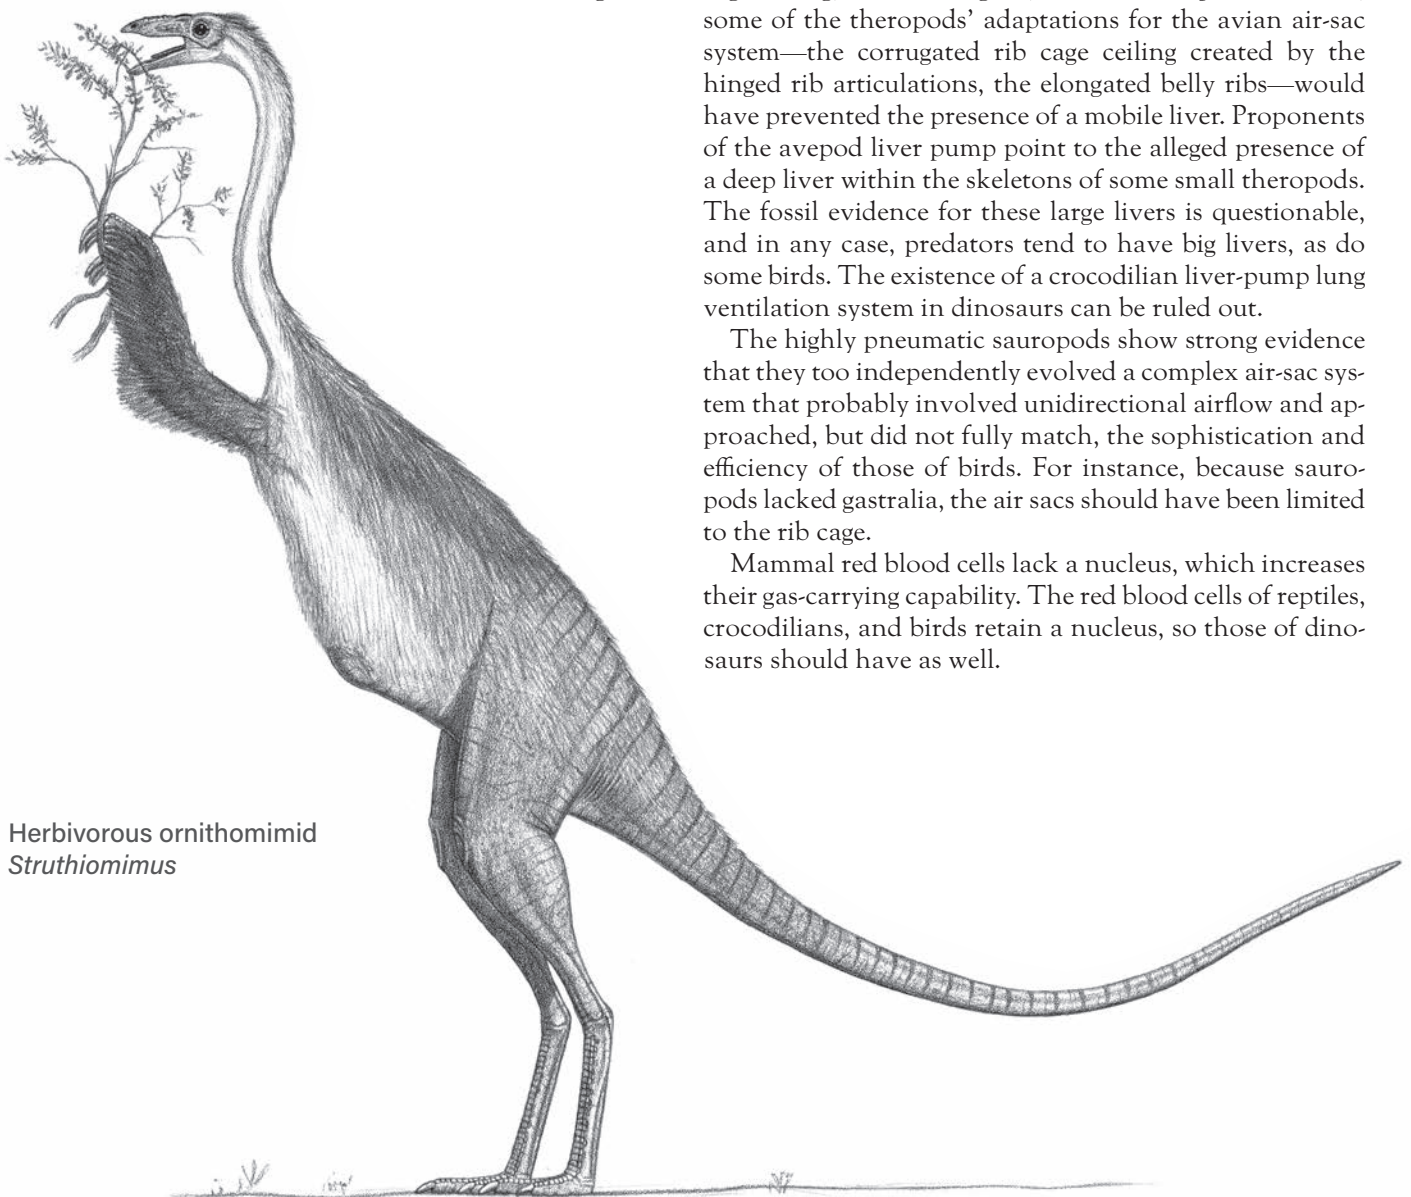 some of the theropods’ adaptations for the avian air-sac
system—the corrugated rib cage ceiling created by the
hinged rib articulations, the elongated belly ribs—would
have prevented the presence of a mobile liver. Proponents
of the avepod liver pump point to the alleged presence of
a deep liver within the skeletons of some small theropods.
The fossil evidence for these large livers is questionable,
and in any case, predators tend to have big livers, as do
some birds. The existence of a crocodilian liver-pump lung
ventilation system in dinosaurs can be ruled out.
The highly pneumatic sauropods show strong evidence
that they too independently evolved a complex air-sac sys-
tem that probably involved unidirectional airflow and ap-
proached, but did not fully match, the sophistication and
efficiency of those of birds. For instance, because sauro-
pods lacked gastralia, the air sacs should have been limited
to the rib cage.
Mammal red blood cells lack a nucleus, which increases
their gas-carrying capability. The red blood cells of reptiles,
crocodilians, and birds retain a nucleus, so those of dino-
saurs should have as well.
Herbivorous ornithomimid
Struthiomimus